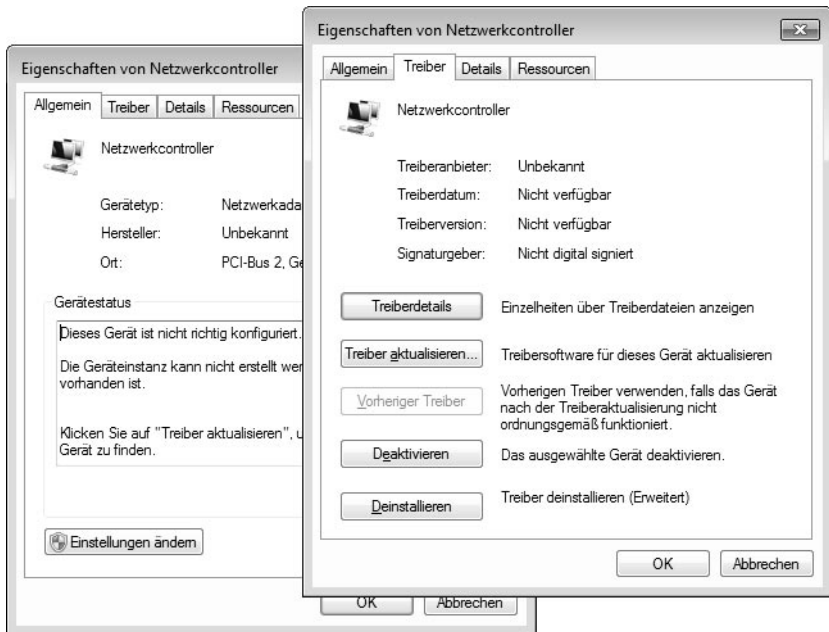 Eigenschaften von Netzwerkcontroller
Allgemein Treiber Details Ressourcen
Netzwerkcontroller
Gerätetyp:
Hersteller: Unbekannt
Ort: PCI-Bus 2,
Gerätestatus
Dieses Gerät ist nicht richtig konfiguriert.
Die Geräteinstanz kann nicht erstellt
vorhanden ist.
Klicken Sie auf "Treiber aktualisieren",
Gerät zu finden.
Einstellungen ändern
OK Abbrechen
Eigenschaften von Netzwerkcontroller
Allgemein Treiber Details Ressourcen
Netzwerkcontroller
Treiberanbieter: Unbekannt
Treiberdatum: Nicht verfügbar
Treiberversion: Nicht verfügbar
Signaturgeber: Nicht digital signiert
Treiberdetails Einzelheiten über Treiberdateien anzeigen
Treiber aktualisieren... Treibersoftware für dieses Gerät aktualisieren
Vorheriger Treiber Vorherigen Treiber verwenden, falls das Gerät
nach der Treiberaktualisierung nicht
ordnungsgemäß funktioniert.
Deaktivieren Das ausgewählte Gerät deaktivieren.
Deinstallieren Treiber deinstallieren (Erweitert)
OK Abbrechen